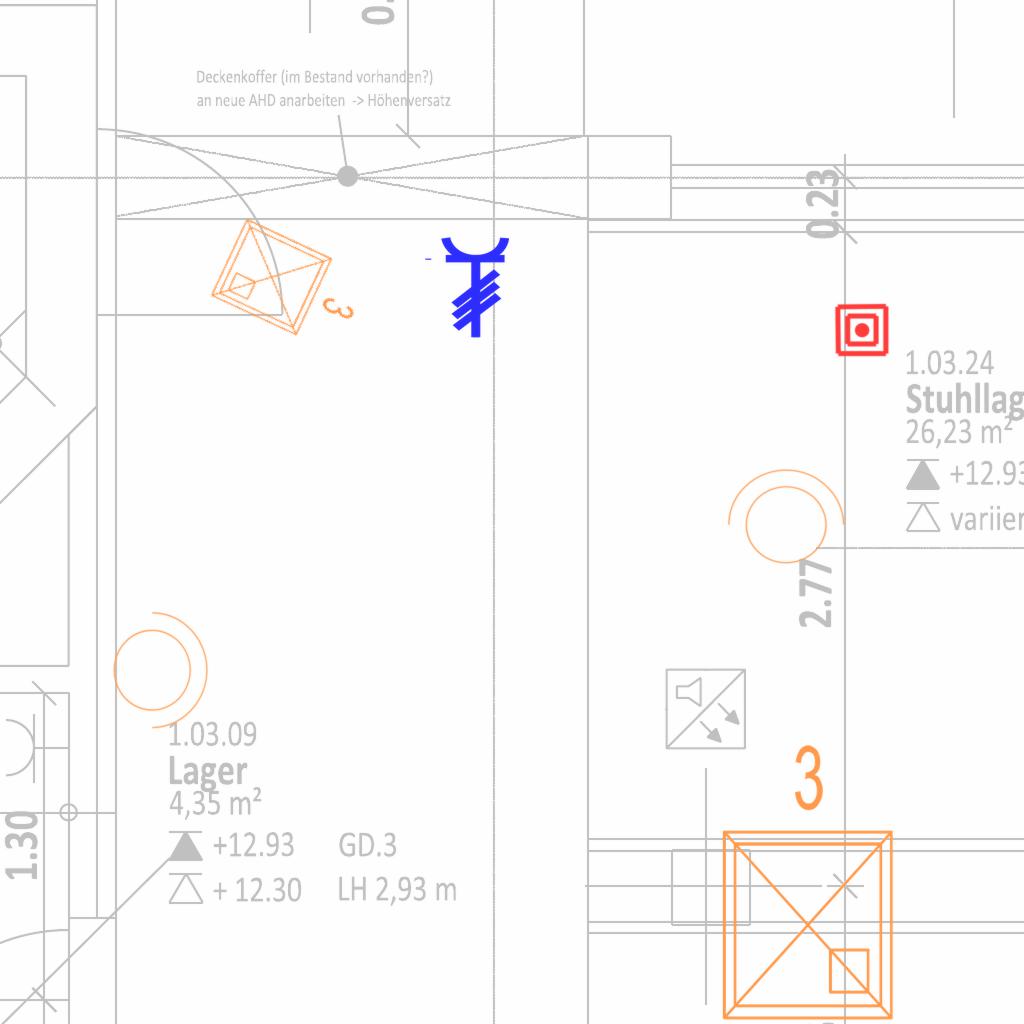 0.
Deckenkoffer (im Bestand vorhanden?)
an neue AHD anarbeiten -> Höhenversatz
0.23
3
1.03.24
Stuhllag
26,23 m²
+12.93
variier
2.77
1.03.09
Lager
4,35 m²
+12.93 GD.3
+ 12.30 LH 2,93 m
3
1.30